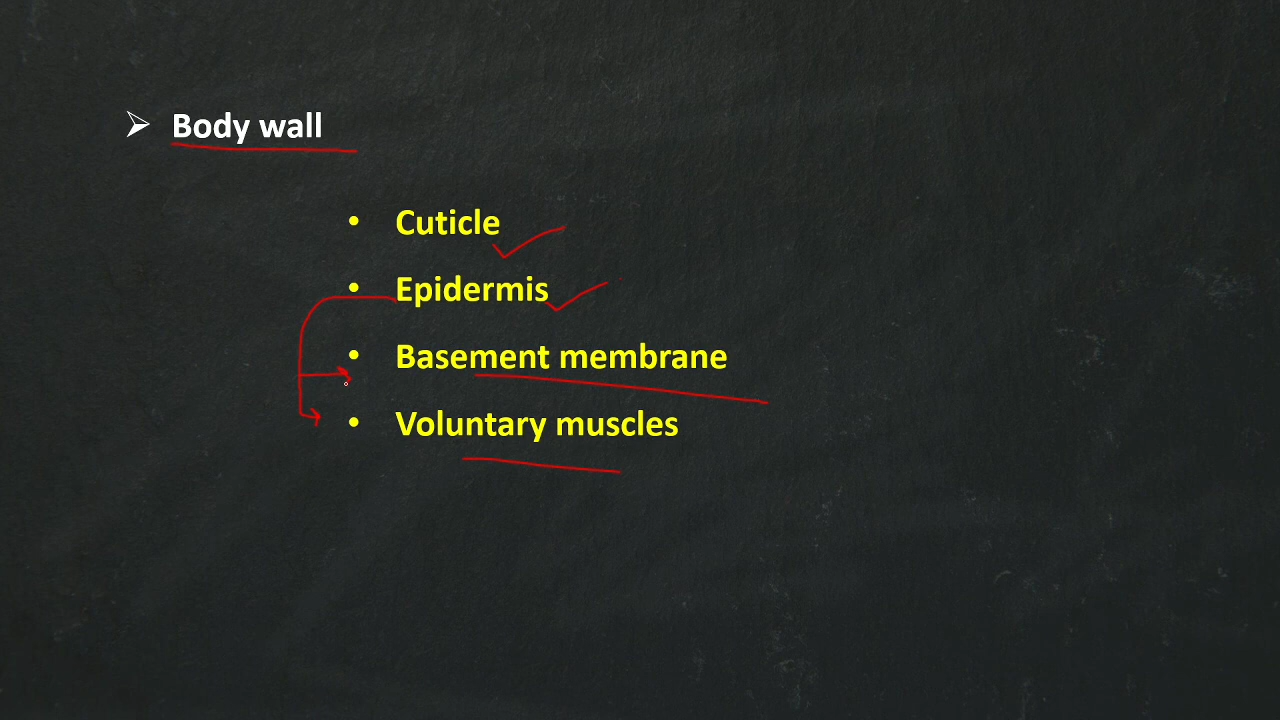 ➢ Body wall
• Cuticle
• Epidermis
• Basement membrane
• Voluntary muscles